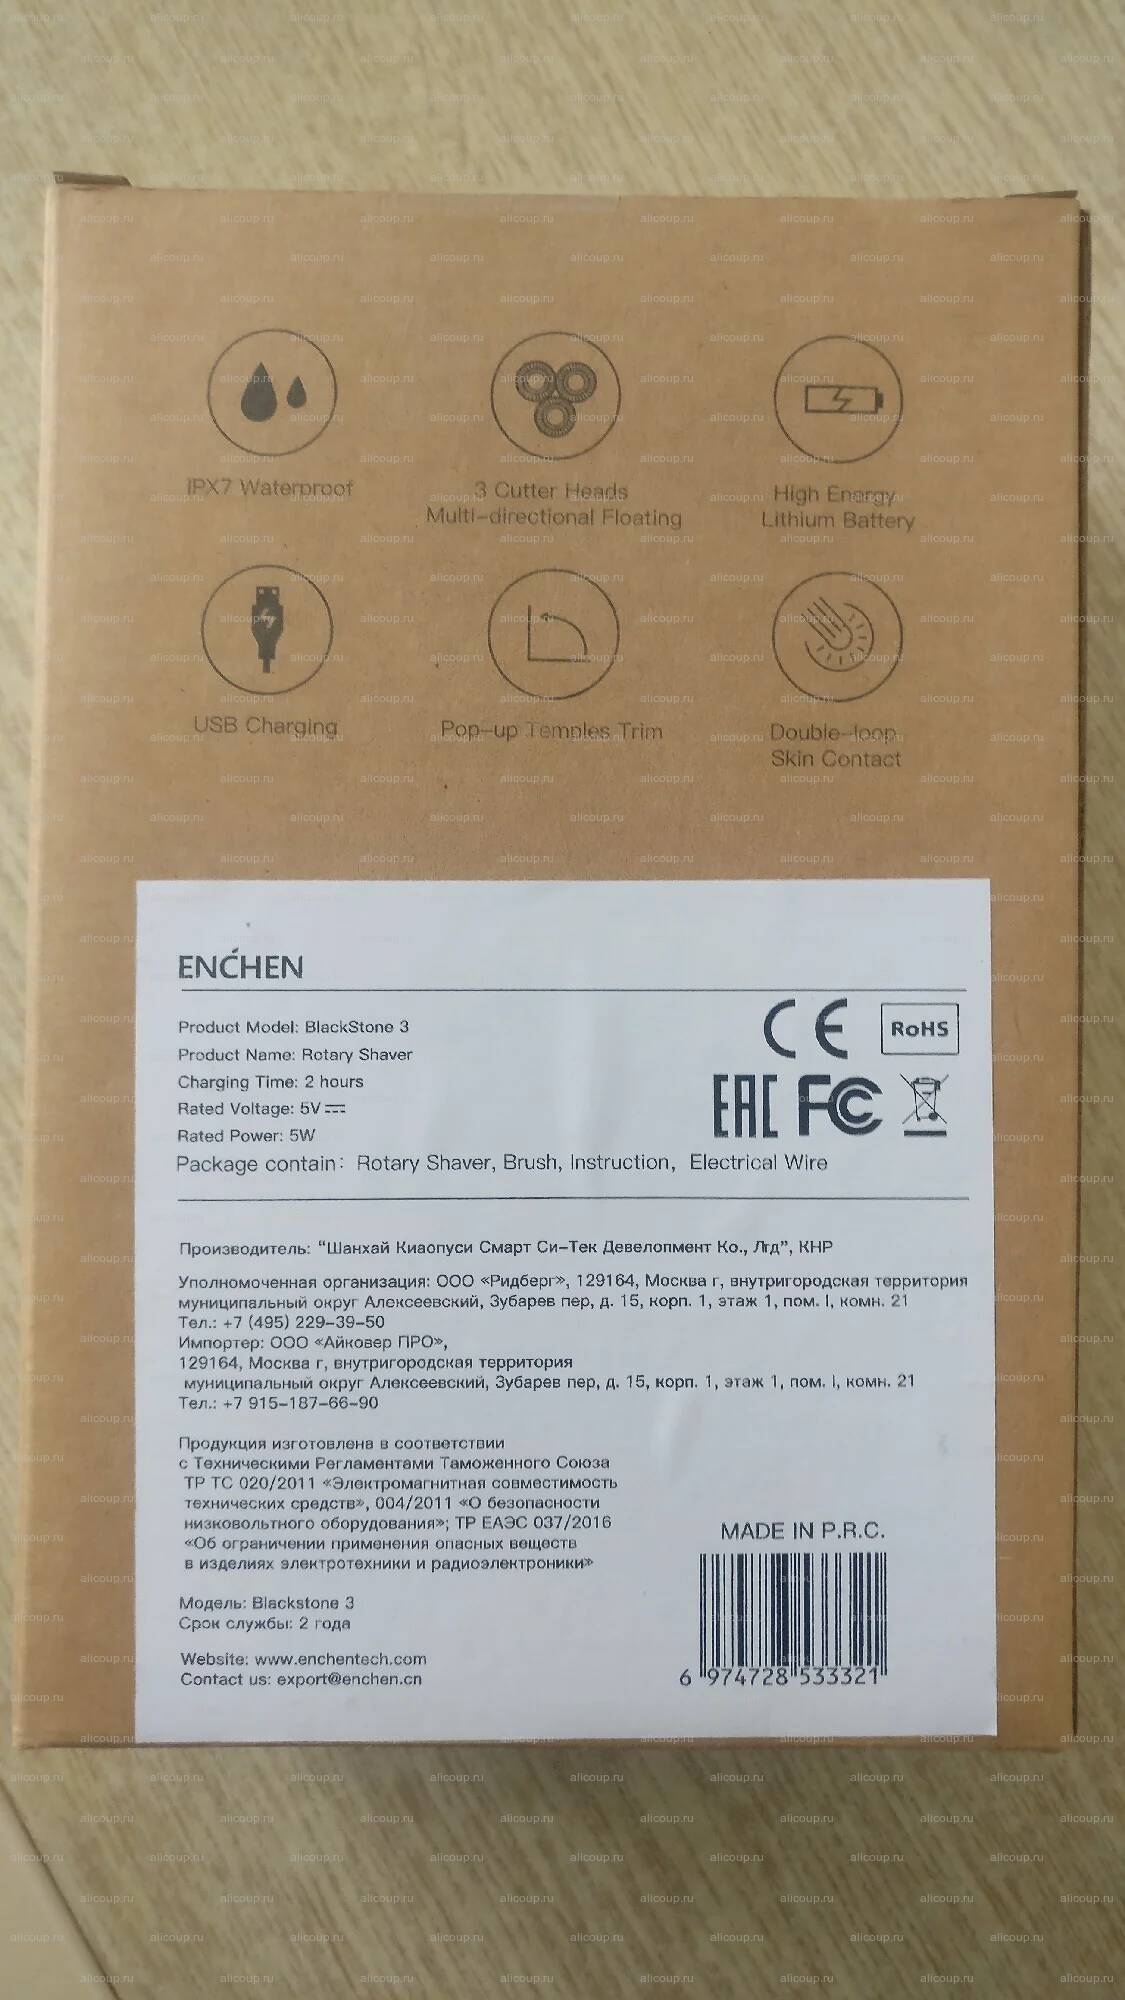 IPX7 Waterproof
3 Cutter Heads
Multi-directional Floating
High Energy
Lithium Battery
USB Charging
Pop-up Temples Trim
Double-loop
Skin Contact
ENCHEN
Product Model: BlackStone 3
Product Name: Rotary Shaver
Charging Time: 2 hours
Rated Voltage: 5V
Rated Power: 5W
Package contain: Rotary Shaver, Brush, Instruction, Electrical Wire
CE RoHS
EAC FC
Производитель: "Шанхай Киаопуси Смарт Си-Тек Девелопмент Ко., Лтд", КНР
Уполномоченная организация: ООО «Ридберг», 129164, Москва г, внутригородская территория
муниципальный округ Алексеевский, Зубарев пер, д. 15, корп. 1, этаж 1, пом. I, комн. 21
Тел.: +7 (495) 229-39-50
Импортер: ООО «Айковер ПРО»,
129164, Москва г, внутригородская территория
муниципальный округ Алексеевский, Зубарев пер, д. 15, корп. 1, этаж 1, пом. I, комн. 21
Тел.: +7 915-187-66-90
Продукция изготовлена в соответствии
с Техническими Регламентами Таможенного Союза
ТР ТС 020/2011 «Электромагнитная совместимость
технических средств», 004/2011 «О безопасности
низковольтного оборудования»; ТР ЕАЭС 037/2016
«Об ограничении применения опасных веществ
в изделиях электротехники и радиоэлектроники»
Модель: Blackstone 3
Срок службы: 2 года
Website: www.enchentech.com
Contact us: export@enchen.cn
MADE IN P.R.C.
6 974728 533321
alicoup.ru